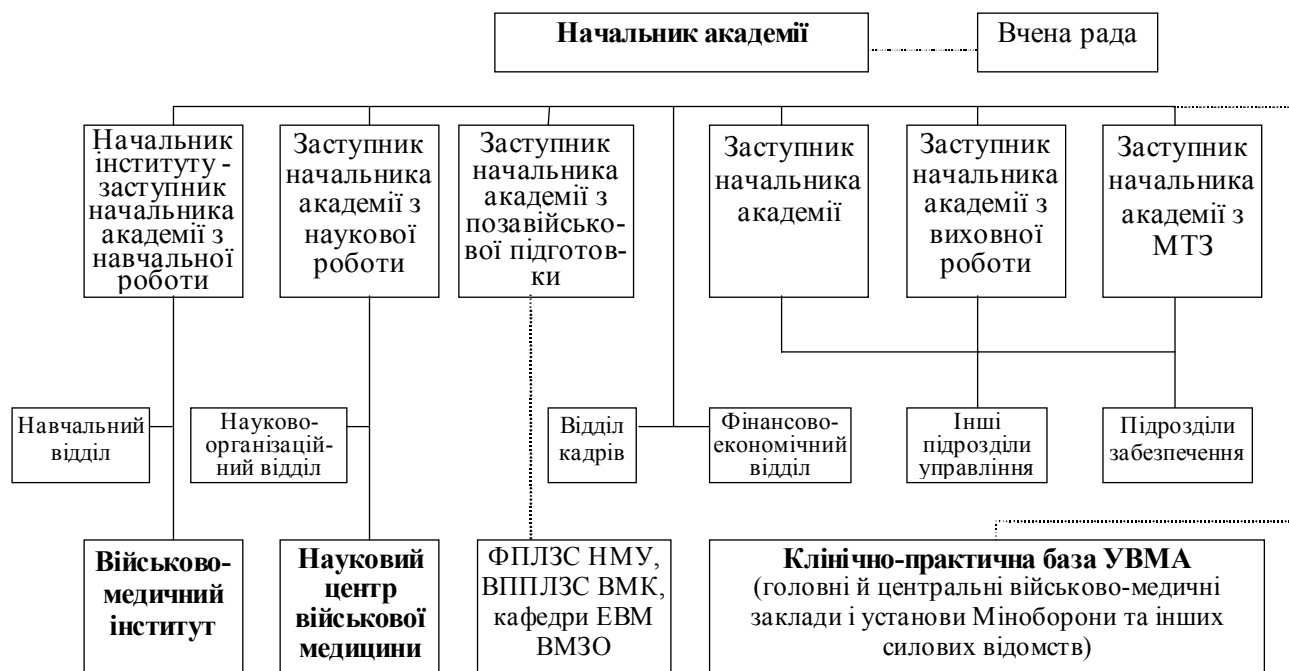 Начальник академії
Вчена рада
Начальник
інституту -
заступник
начальника
академії з
навчальної
роботи
Заступник
начальника
академії з
наукової
роботи
Заступник
начальника
академії з
позавійсько-
вої підготов-
ки
Заступник
начальника
академії
Заступник
начальника
академії з
виховної
роботи
Заступник
начальника
академії з
МТЗ
Навчальний
відділ
Науково-
організацій-
ний відділ
Відділ
кадрів
Фінансово-
економічний
відділ
Інші
підрозділи
управління
Підрозділи
забезпечення
Військово-
медичний
інститут
Науковий
центр
військової
медицини
ФПЛЗС НМУ,
ВППЛЗС ВМК,
кафедри ЕВМ
ВМЗО
Клінічно-практична база УВМА
(головні й центральні військово-медичні
заклади і установи Міноборони та інших
силових відомств)